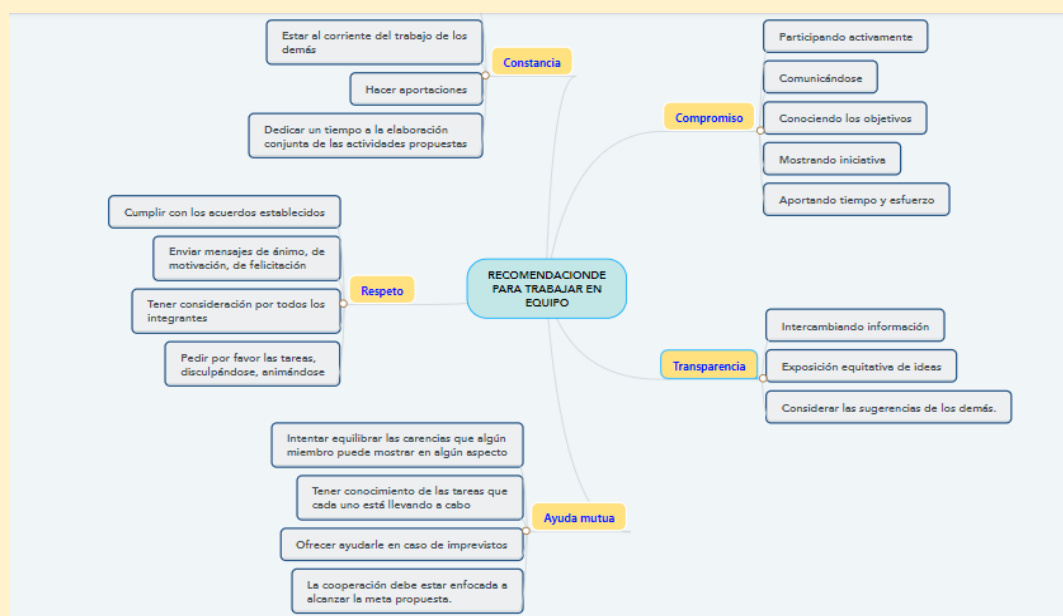 Estar al corriente del trabajo de los
demás
Constancia
Hacer aportaciones
Dedicar un tiempo a la elaboración
conjunta de las actividades propuestas
Participando activamente
Comunicándose
Compromiso
Conociendo los objetivos
Mostrando iniciativa
Aportando tiempo y esfuerzo
Cumplir con los acuerdos establecidos
Enviar mensajes de ánimo, de
motivación, de felicitación
Respeto
Tener consideración por todos los
integrantes
Pedir por favor las tareas,
disculpándose, animándose
RECOMENDACIONDE
PARA TRABAJAR EN
EQUIPO
Intercambiando información
Transparencia
Exposición equitativa de ideas
Considerar las sugerencias de los demás.
Intentar equilibrar las carencias que algún
miembro puede mostrar en algún aspecto
Tener conocimiento de las tareas que
cada uno está llevando a cabo
Ayuda mutua
Ofrecer ayudarle en caso de imprevistos
La cooperación debe estar enfocada a
alcanzar la meta propuesta.